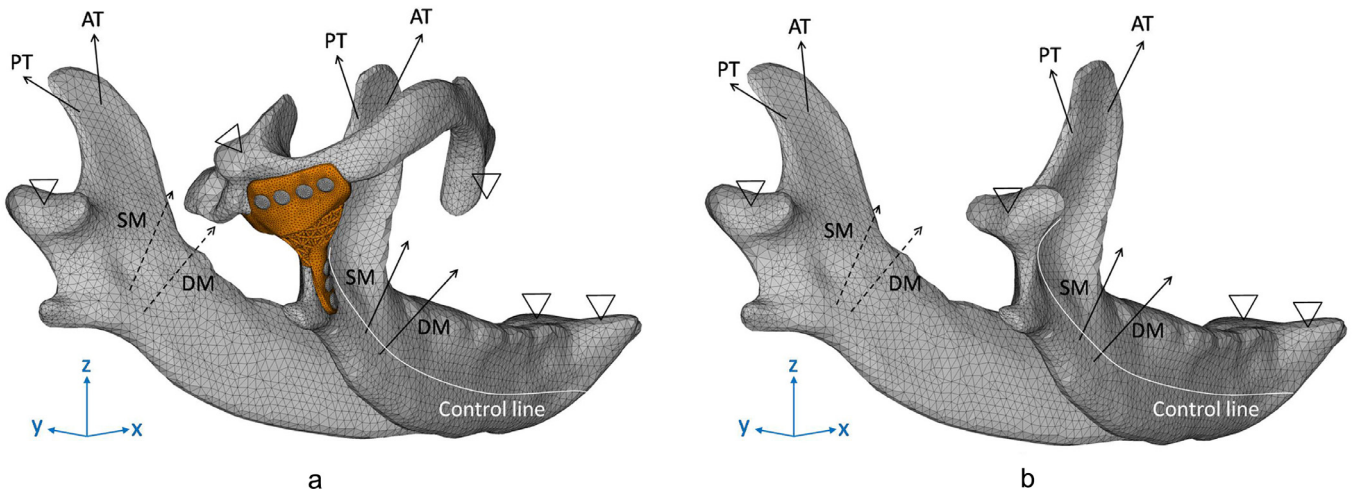 AT
PT
AT
PT
SM
DM
SM
DM
Control line
z
y
x
a
AT
PT
AT
PT
SM
DM
SM
DM
Control line
z
y
x
b